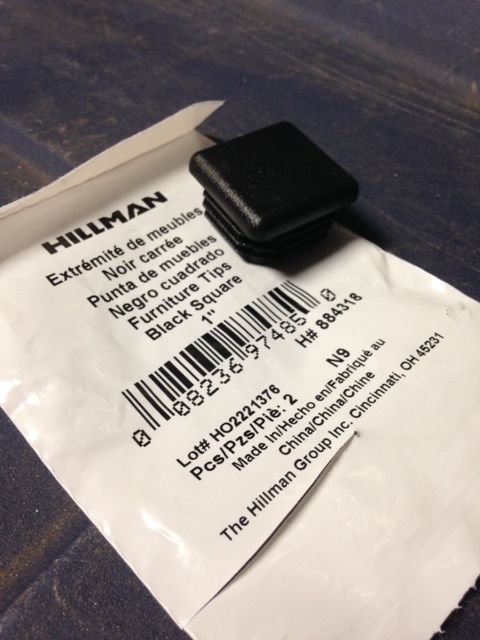 HILLMAN
Extrémité de meubles
Noir carrée
Punta de muebles
Negro cuadrado
Furniture Tips
Black Square
1"
0 08236 97485 0
H# 884318
N9
Lot# HO2221376
Pcs/Pzs/Piè: 2
Made In/Hecho en/Fabriqué au
China/China/Chine
The Hillman Group Inc. Cincinnati, OH 45231